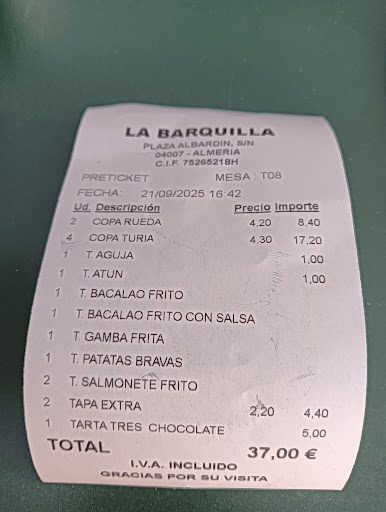 LA BARQUILLA
PLAZA ALBARDIN, S/N
04007 - ALMERIA
C.I.F. 75265218H
PRETICKET MESA : T08
FECHA: 21/09/2025 16:42
Ud. Descripción Precio Importe
2 COPA RUEDA 4,20 8,40
4 COPA TURIA 4,30 17,20
1 T. AGUJA 1,00
1 T. ATUN 1,00
1 T. BACALAO FRITO
1 T. BACALAO FRITO CON SALSA
1 T. GAMBA FRITA
1 T. PATATAS BRAVAS
2 T. SALMONETE FRITO
2 TAPA EXTRA 2,20 4,40
1 TARTA TRES CHOCOLATE 5,00
TOTAL 37,00 €
I.V.A. INCLUIDO
GRACIAS POR SU VISITA